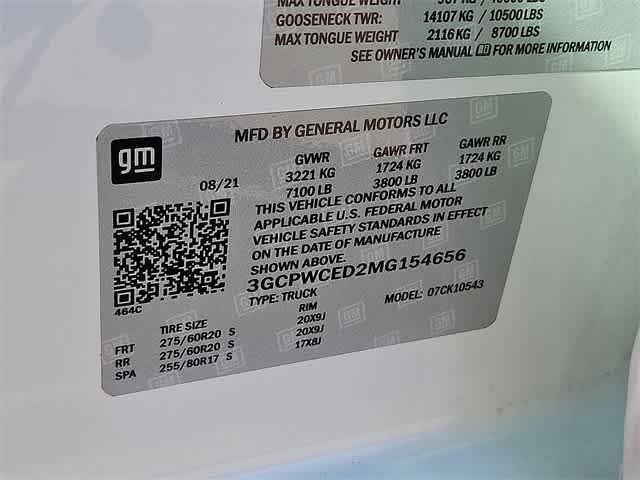 MAX TONGUE WEIGHT
GOOSENECK TWR: 14107 KG / 10500 LBS
MAX TONGUE WEIGHT 2116 KG / 8700 LBS
SEE OWNER'S MANUAL FOR MORE INFORMATION
gm
MFD BY GENERAL MOTORS LLC
08/21 GVWR GAWR FRT GAWR RR
3221 KG 1724 KG 1724 KG
7100 LB 3800 LB 3800 LB
THIS VEHICLE CONFORMS TO ALL
APPLICABLE U.S. FEDERAL MOTOR
VEHICLE SAFETY STANDARDS IN EFFECT
ON THE DATE OF MANUFACTURE
SHOWN ABOVE.
3GCPWCED2MG154656
464C
TYPE: TRUCK MODEL: 07CK10543
TIRE SIZE RIM
FRT 275/60R20 S 20X9J
RR 275/60R20 S 20X9J
SPA 255/80R17 S 17X8J